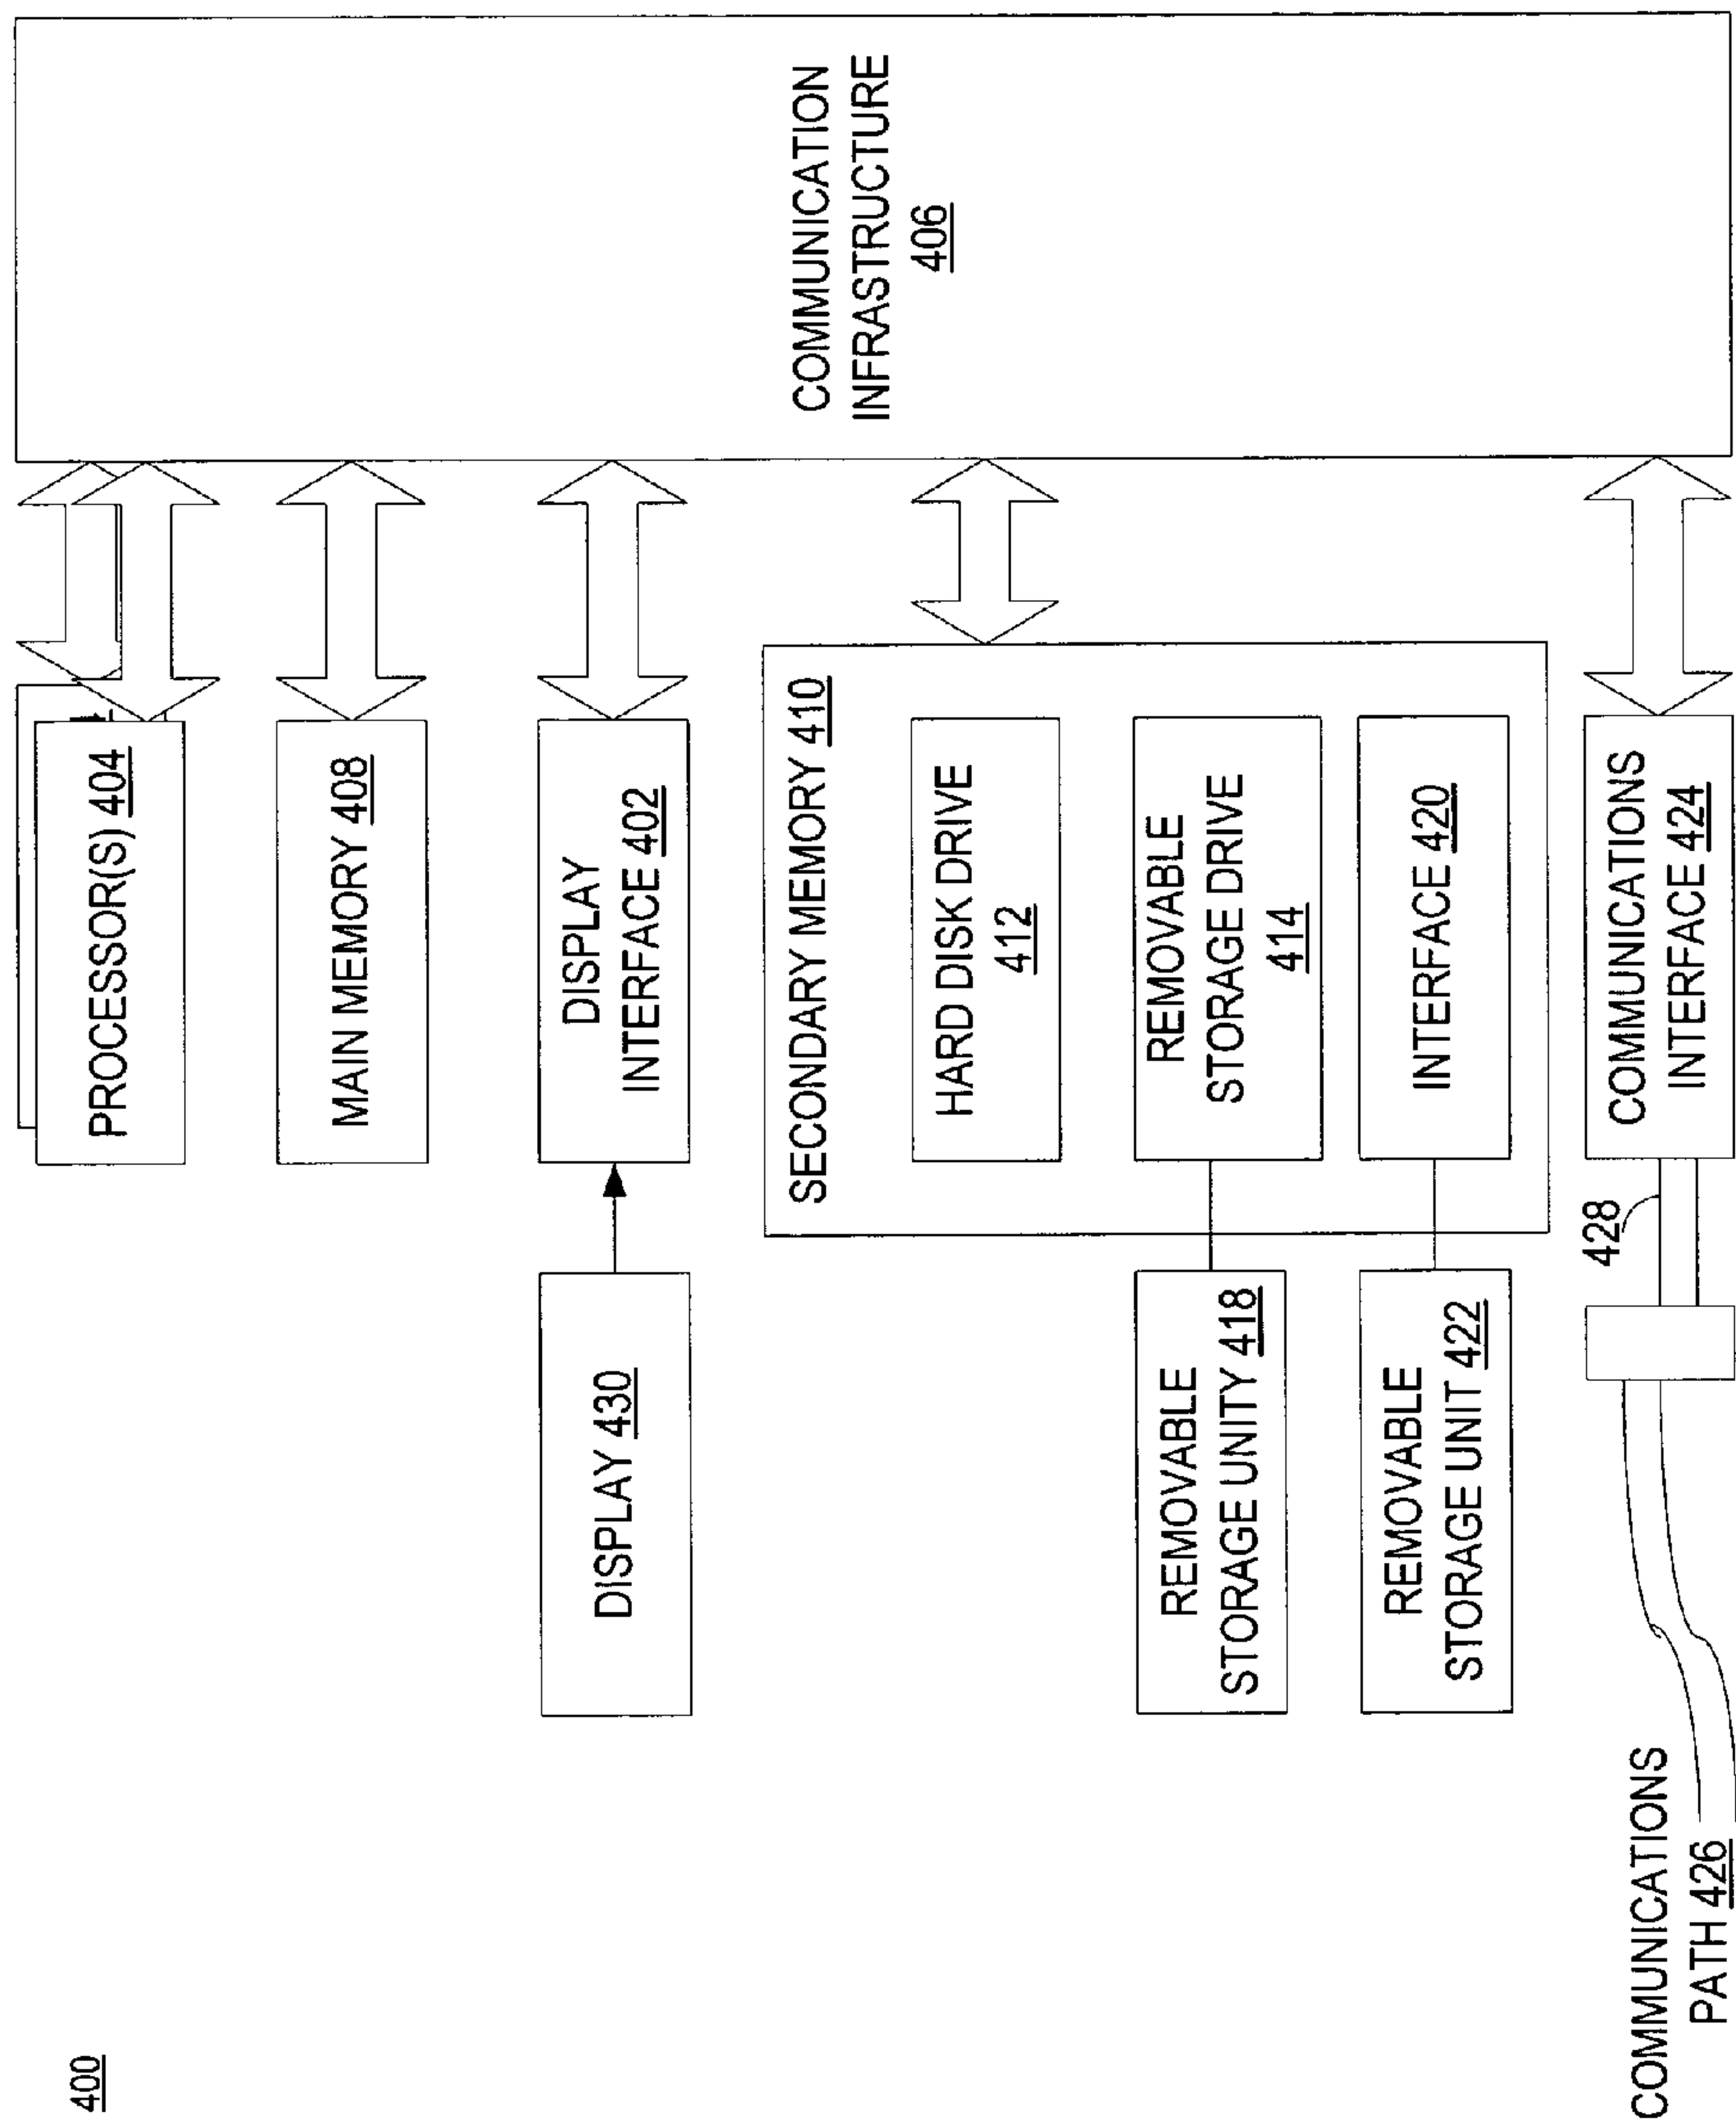 400
COMMUNICATION
INFRASTRUCTURE
406
PROCESSOR(S) 404
MAIN MEMORY 408
DISPLAY
INTERFACE 402
DISPLAY 430
SECONDARY MEMORY 410
HARD DISK DRIVE
412
REMOVABLE
STORAGE DRIVE
414
INTERFACE 420
REMOVABLE
STORAGE UNITY 418
REMOVABLE
STORAGE UNIT 422
COMMUNICATIONS
INTERFACE 424
428
COMMUNICATIONS
PATH 426